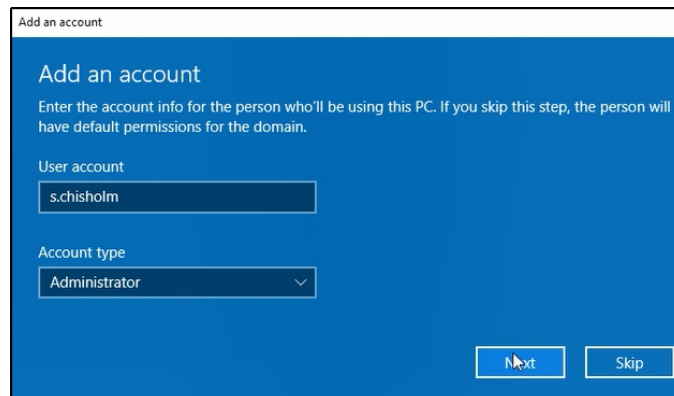 Add an account
Add an account
Enter the account info for the person who'll be using this PC. If you skip this step, the person will
have default permissions for the domain.
User account
s.chisholm
Account type
Administrator
Next
Skip